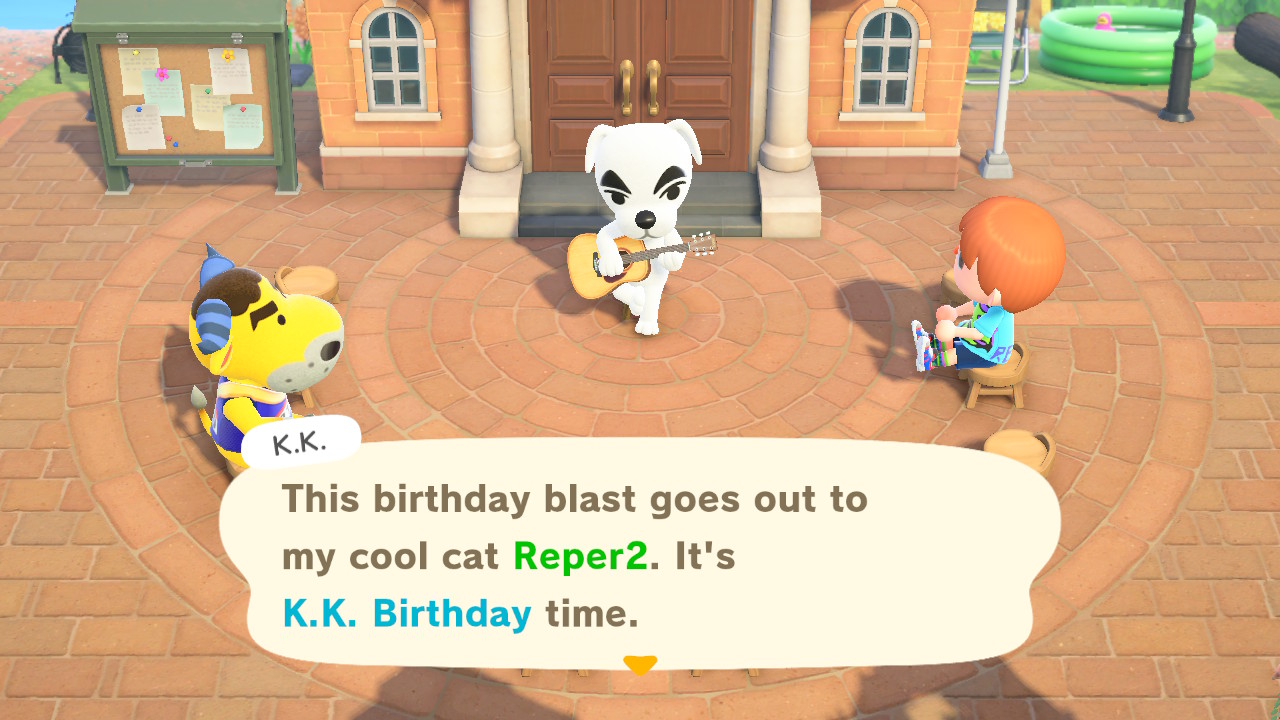 K.K.
This birthday blast goes out to
my cool cat Reper2. It's
K.K. Birthday time.